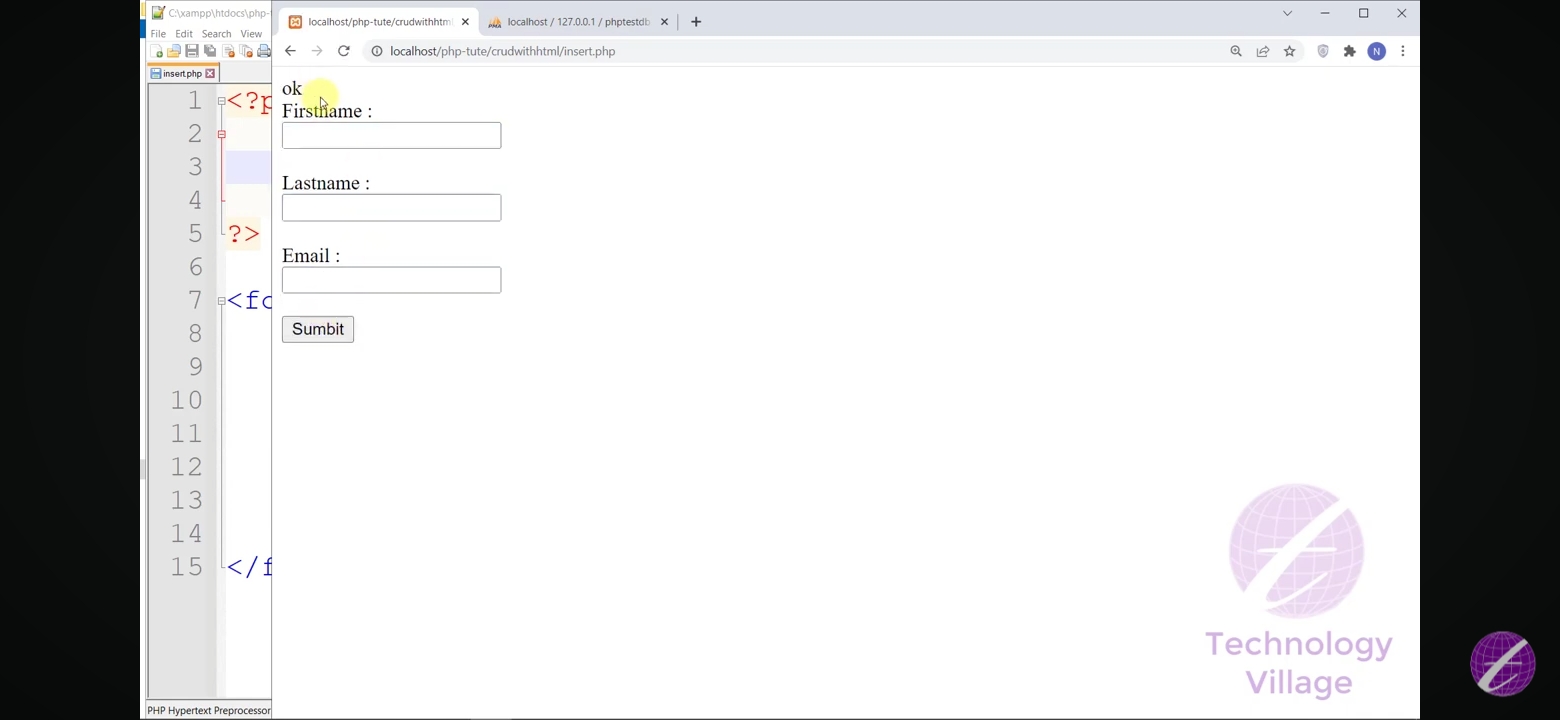 C:\xampp\htdocs\php-
File Edit Search View
insert.php
1 <?p
2
3
4
5 ?>
6
7 <fo
8
9
10
11
12
13
14
15 </f
PHP Hypertext Preprocessor
localhost/php-tute/crudwithhtml
localhost / 127.0.0.1 / phptestdb
localhost/php-tute/crudwithhtml/insert.php
N
ok
Firstname :
Lastname :
Email :
Sumbit
Technology
Village